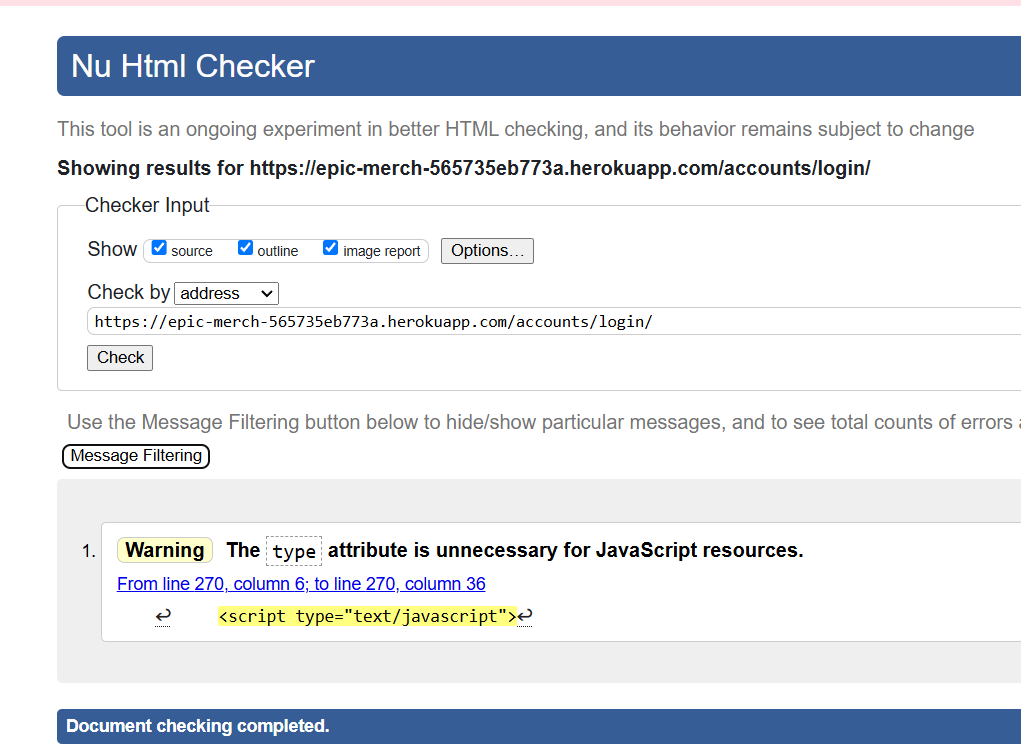 Nu Html Checker
This tool is an ongoing experiment in better HTML checking, and its behavior remains subject to change
Showing results for https://epic-merch-565735eb773a.herokuapp.com/accounts/login/
Checker Input
Show source outline image report Options...
Check by address
https://epic-merch-565735eb773a.herokuapp.com/accounts/login/
Check
Use the Message Filtering button below to hide/show particular messages, and to see total counts of errors
Message Filtering
1. Warning The type attribute is unnecessary for JavaScript resources.
From line 270, column 6; to line 270, column 36
↩ <script type="text/javascript">↩
Document checking completed.